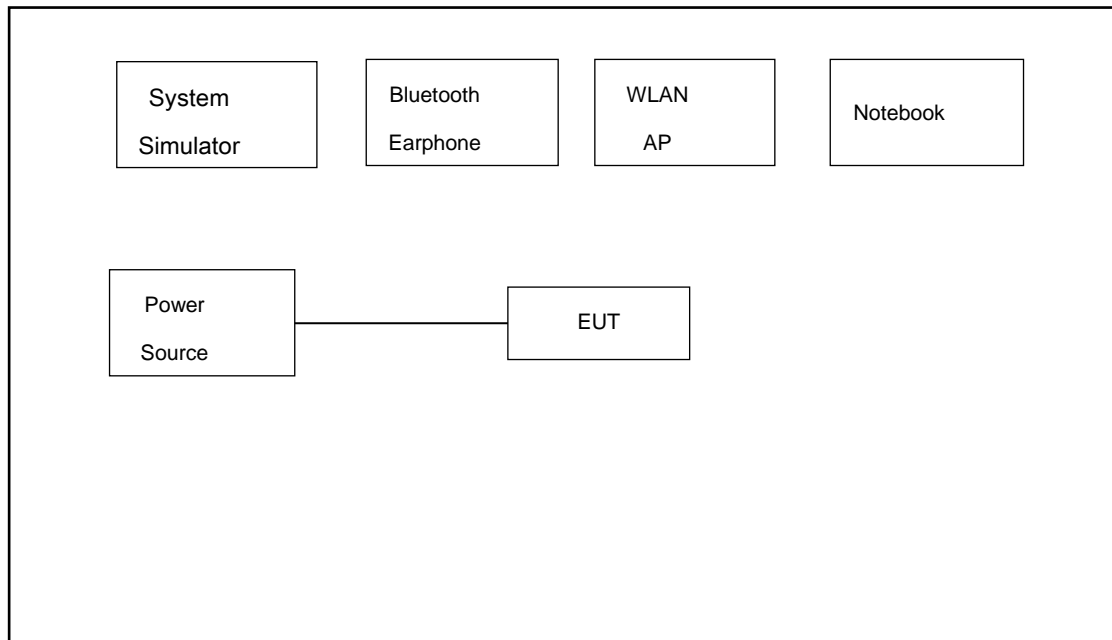 System
Simulator
Bluetooth
Earphone
WLAN
AP
Notebook
Power
Source
EUT